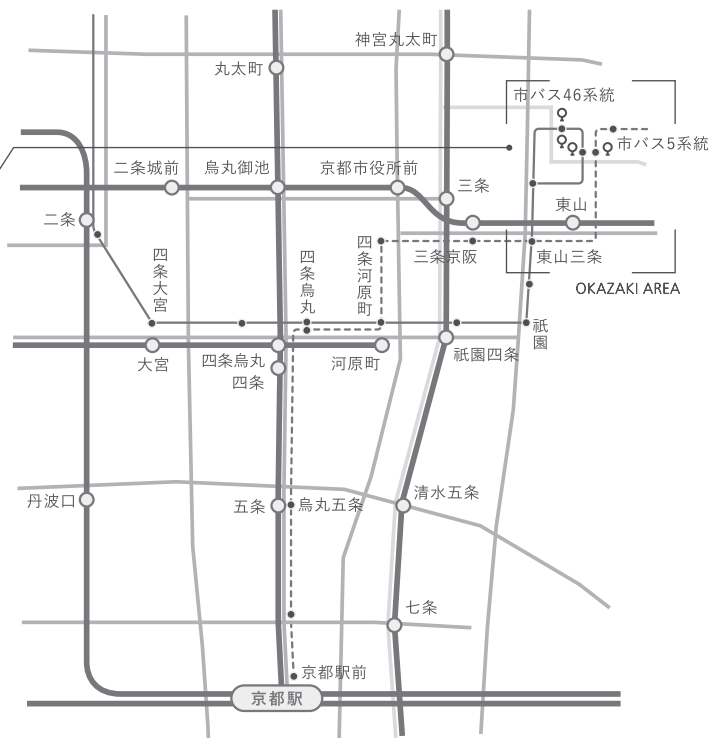 神宮丸太町
丸太町
市バス46系統
市バス5系統
二条城前
烏丸御池
京都市役所前
三条
東山
二条
四条大宮
四条烏丸
四条河原町
三条京阪
東山三条
OKAZAKI AREA
祇園
大宮
四条烏丸
四条
河原町
祇園四条
丹波口
五条
烏丸五条
清水五条
七条
京都駅前
京都駅